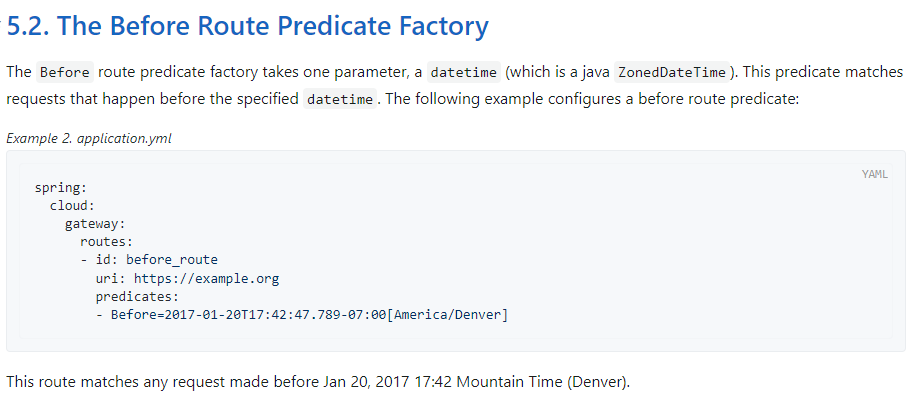 5.2. The Before Route Predicate Factory
The Before route predicate factory takes one parameter, a datetime (which is a java ZonedDateTime). This predicate matches
requests that happen before the specified datetime. The following example configures a before route predicate:
Example 2. application.yml
YAML
spring:
  cloud:
    gateway:
      routes:
      - id: before_route
        uri: https://example.org
        predicates:
        - Before=2017-01-20T17:42:47.789-07:00[America/Denver]
This route matches any request made before Jan 20, 2017 17:42 Mountain Time (Denver).